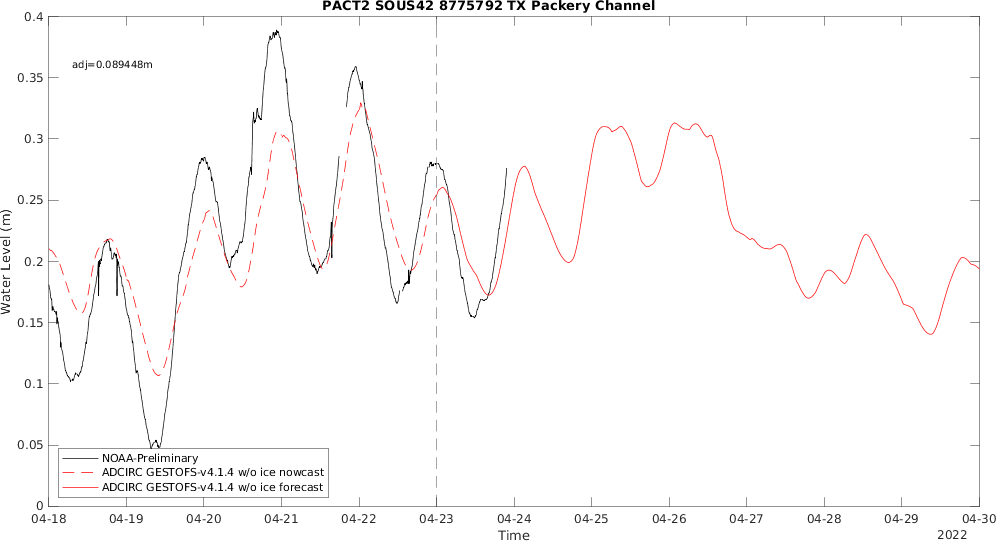 PACT2 SOUS42 8775792 TX Packery Channel
adj=0.089448m
Water Level (m)
0.4
0.35
0.3
0.25
0.2
0.15
0.1
0.05
0
NOAA-Preliminary
ADCIRC GESTOFS-v4.1.4 w/o ice nowcast
ADCIRC GESTOFS-v4.1.4 w/o ice forecast
04-18 04-19 04-20 04-21 04-22 04-23 04-24 04-25 04-26 04-27 04-28 04-29 04-30
Time
2022